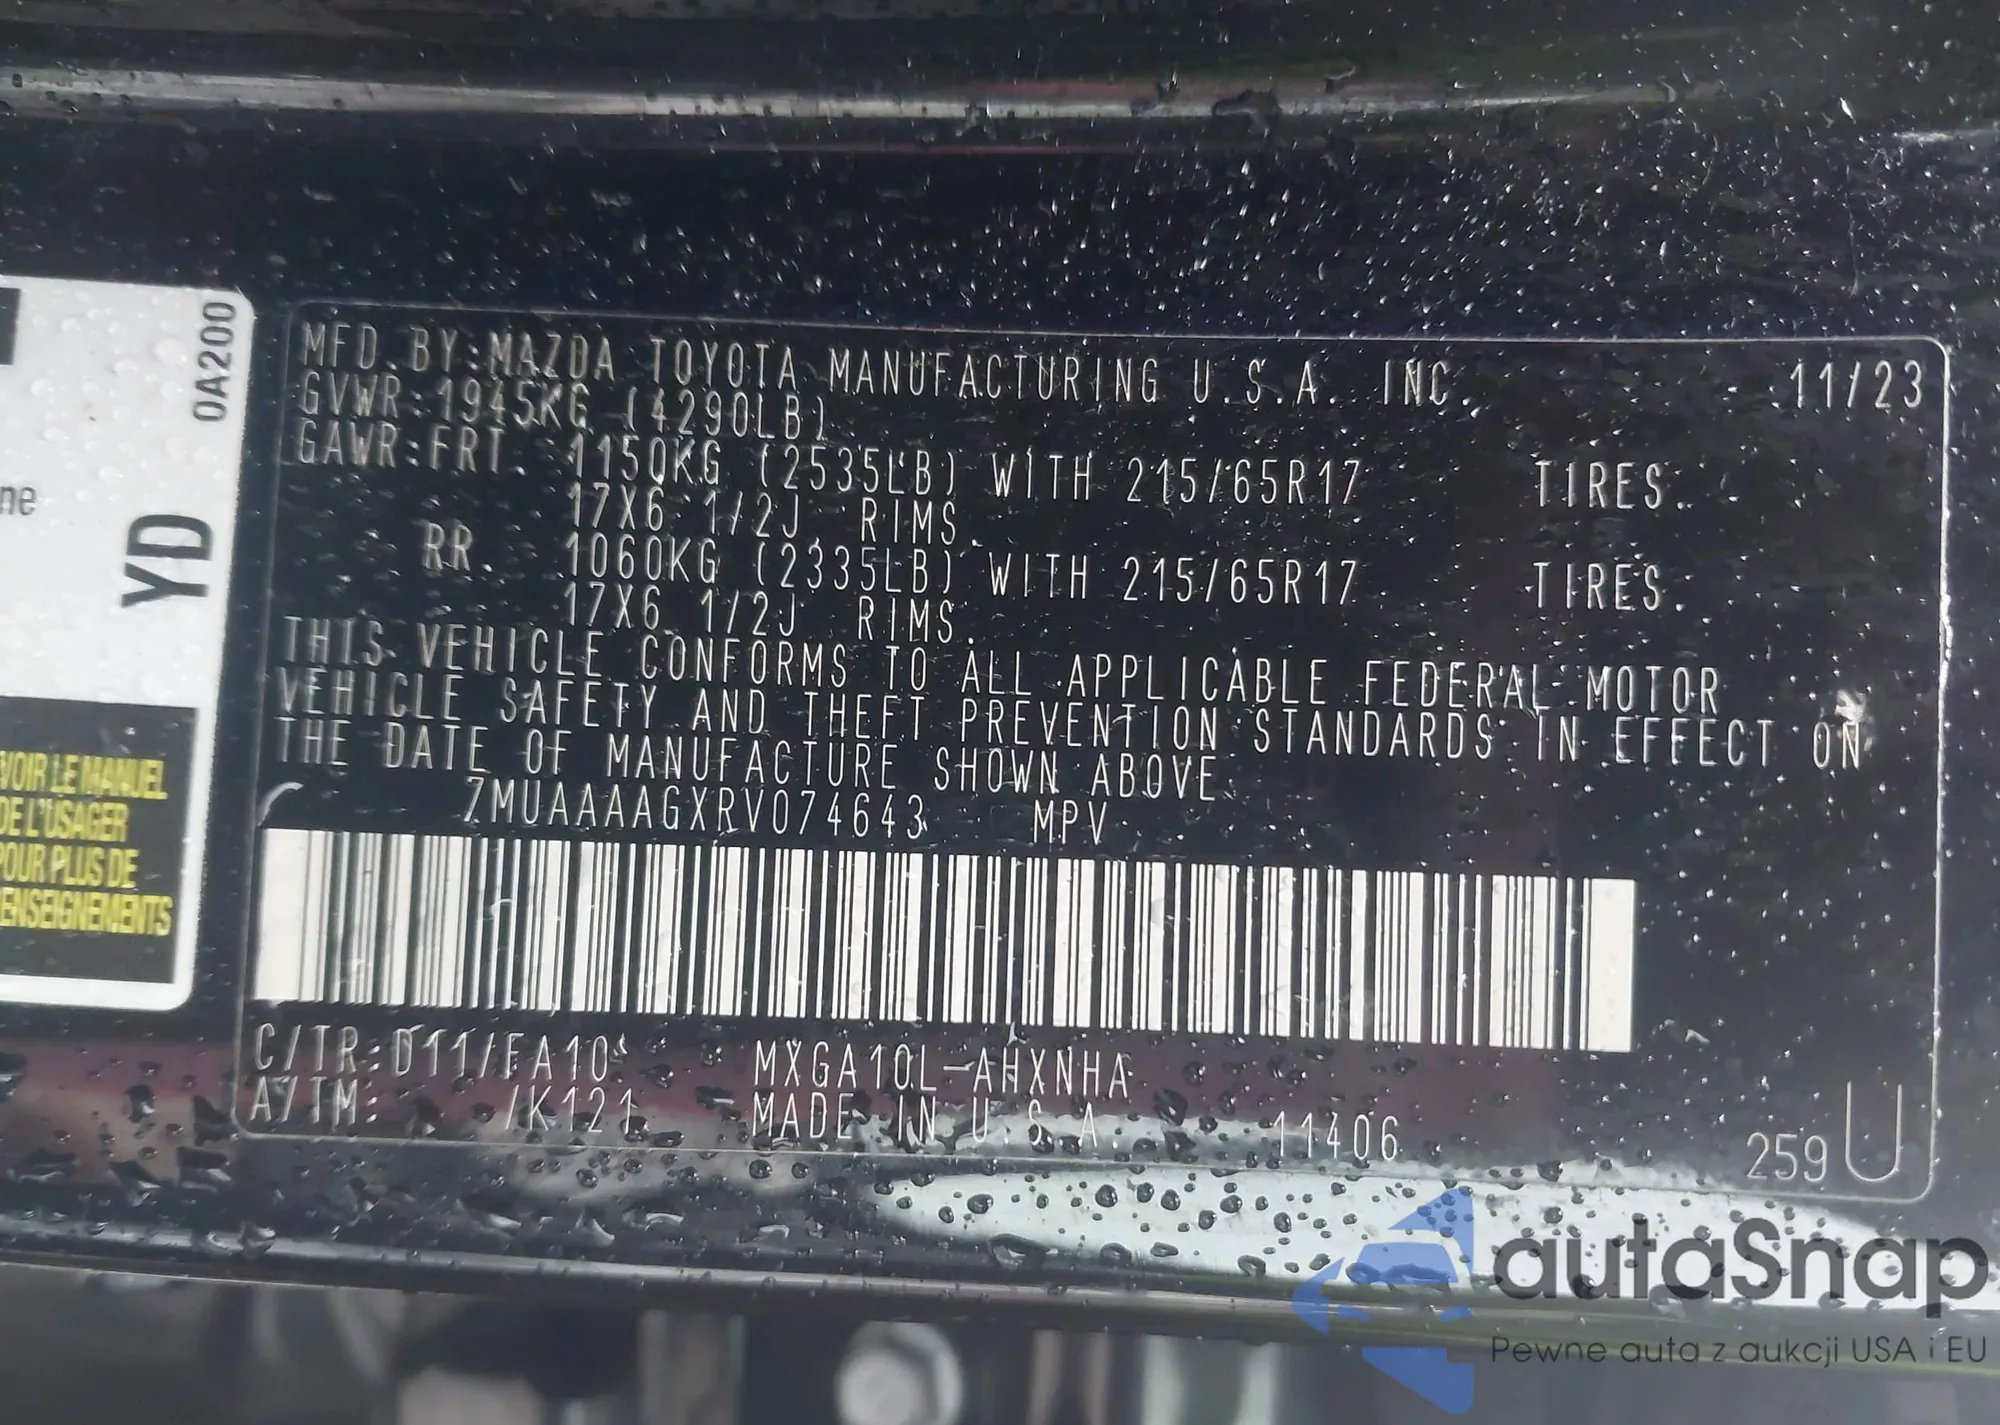 MFD. BY:MAZDA TOYOTA MANUFACTURING U.S.A. INC. 11/23
GVWR:1945KG (4290LB)
GAWR:FRT. 1150KG (2535LB) WITH 215/65R17 TIRES.
17X6 1/2J RIMS.
RR. 1060KG (2335LB) WITH 215/65R17 TIRES.
17X6 1/2J RIMS.
THIS VEHICLE CONFORMS TO ALL APPLICABLE FEDERAL MOTOR
VEHICLE SAFETY AND THEFT PREVENTION STANDARDS IN EFFECT ON
THE DATE OF MANUFACTURE SHOWN ABOVE.
7MUAAAAGXRV074643 MPV
C/TR:D11/FA10 MXGA10L-AHXNHA
A/TM: /K121 MADE IN U.S.A. 11406
259 U
0A200
YD
ne
VOIR LE MANUEL
DE L'USAGER
POUR PLUS DE
RENSEIGNEMENTS
autaSnap
Pewne auta z aukcji USA i EU